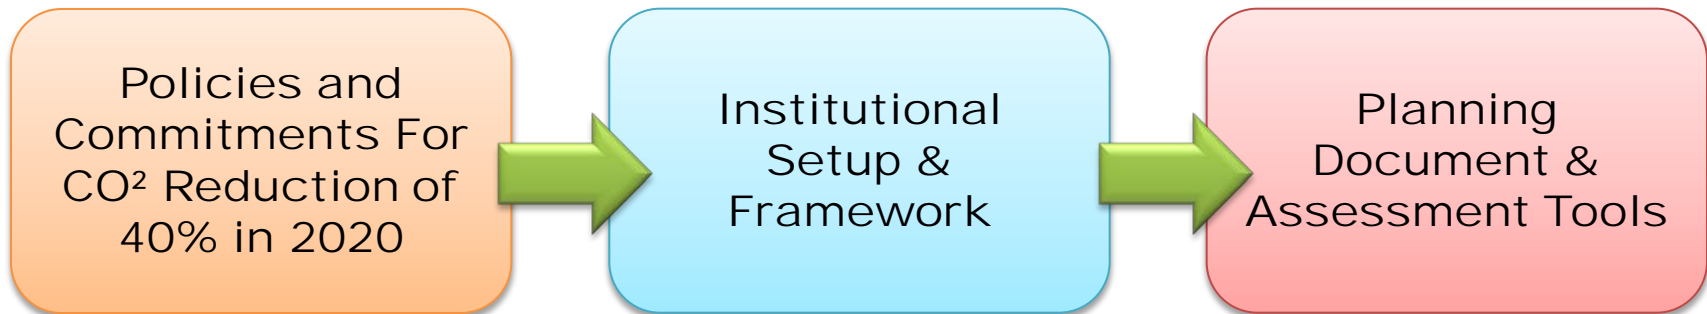 Policies and
Commitments For
CO² Reduction of
40% in 2020
Institutional
Setup &
Framework
Planning
Document &
Assessment Tools